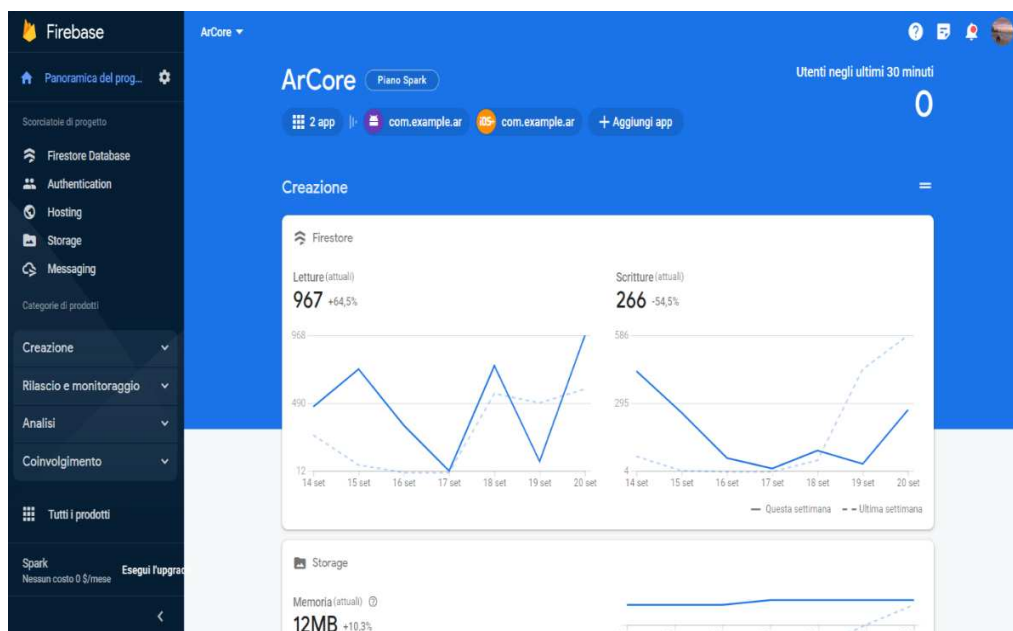 Firebase
Panoramica del prog...
Scorciatoie di progetto
Firestore Database
Authentication
Hosting
Storage
Messaging
Categorie di prodotti
Creazione
Rilascio e monitoraggio
Analisi
Coinvolgimento
Tutti i prodotti
Spark
Nessun costo 0 $/mese
Esegui l'upgrad
ArCore
ArCore Piano Spark
Utenti negli ultimi 30 minuti
0
2 app com.example.ar iOS+ com.example.ar + Aggiungi app
Creazione
Firestore
Letture (attuali)
967 +64,5%
968
490
12
14 set 15 set 16 set 17 set 18 set 19 set 20 set
Scritture (attuali)
266 -54,5%
586
295
4
14 set 15 set 16 set 17 set 18 set 19 set 20 set
Questa settimana Ultima settimana
Storage
Memoria (attuali)
12MB +10,3%